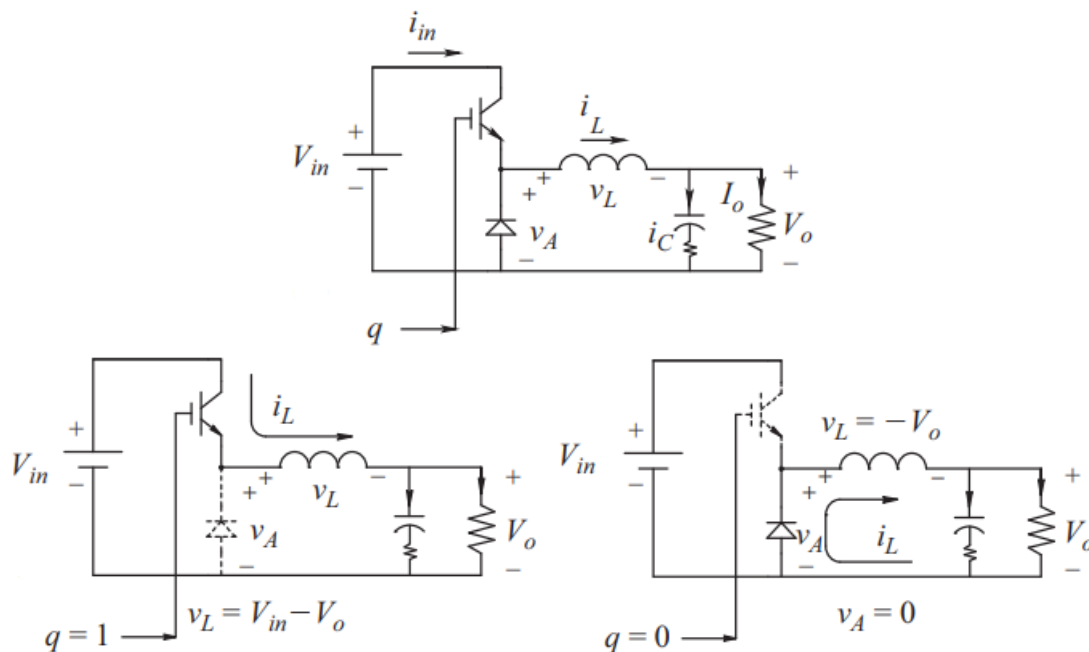 i_in
+
V_in
−
i_L
+ + v_L −
v_A
−
i_C
I_o
+
V_o
−
q
+
V_in
−
i_L
+ + v_L −
v_A
−
+
V_o
−
v_L = V_in − V_o
q = 1
+
V_in
−
v_L = −V_o
+ + −
v_A
−
i_L
+
V_o
−
v_A = 0
q = 0